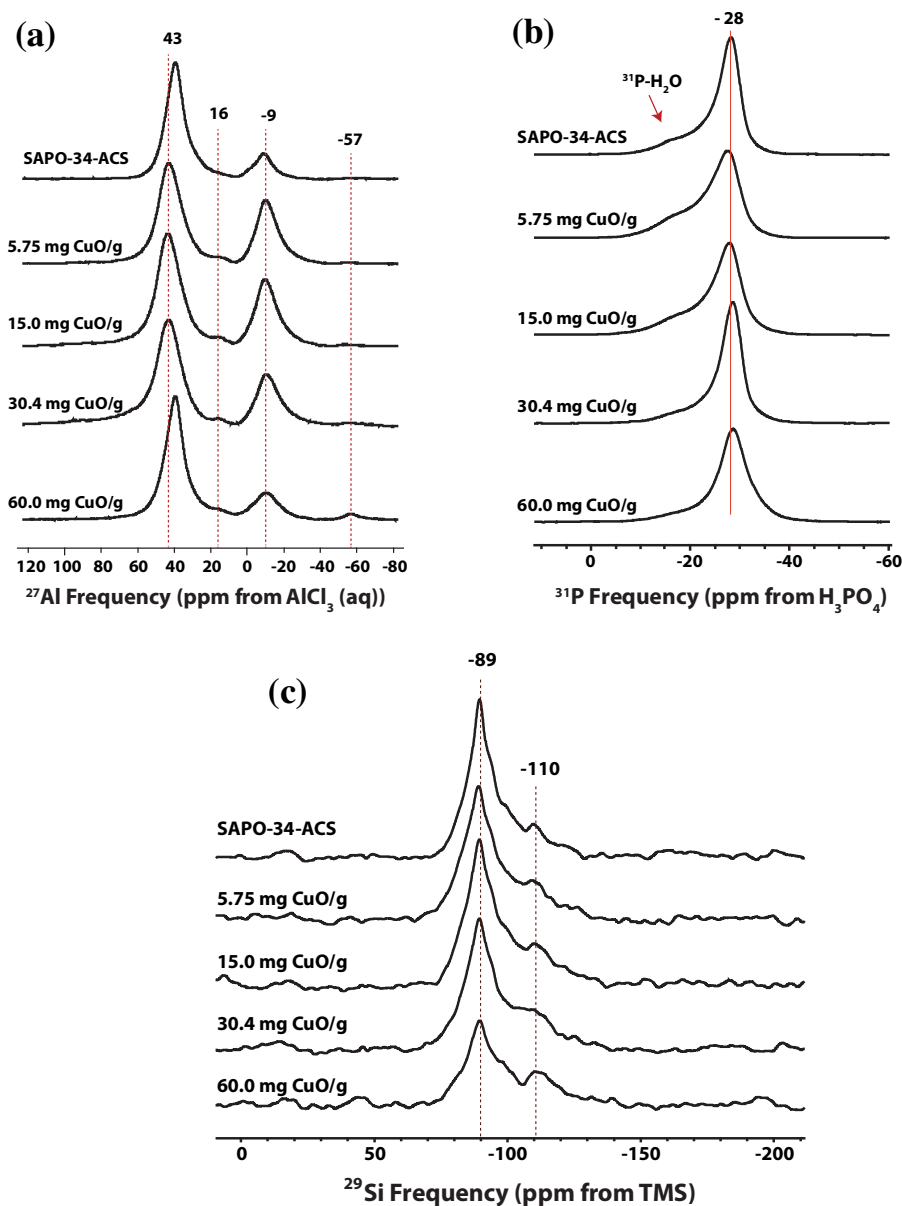 (a)
43
16
-9
-57
SAPO-34-ACS
5.75 mg CuO/g
15.0 mg CuO/g
30.4 mg CuO/g
60.0 mg CuO/g
120 100 80 60 40 20 0 -20 -40 -60 -80
²⁷Al Frequency (ppm from AlCl₃ (aq))
(b)
- 28
³¹P-H₂O
SAPO-34-ACS
5.75 mg CuO/g
15.0 mg CuO/g
30.4 mg CuO/g
60.0 mg CuO/g
0 -20 -30 -40 -50 -60
³¹P Frequency (ppm from H₃PO₄)
(c)
-89
-110
SAPO-34-ACS
5.75 mg CuO/g
15.0 mg CuO/g
30.4 mg CuO/g
60.0 mg CuO/g
0 50 -100 -150 -200
²⁹Si Frequency (ppm from TMS)